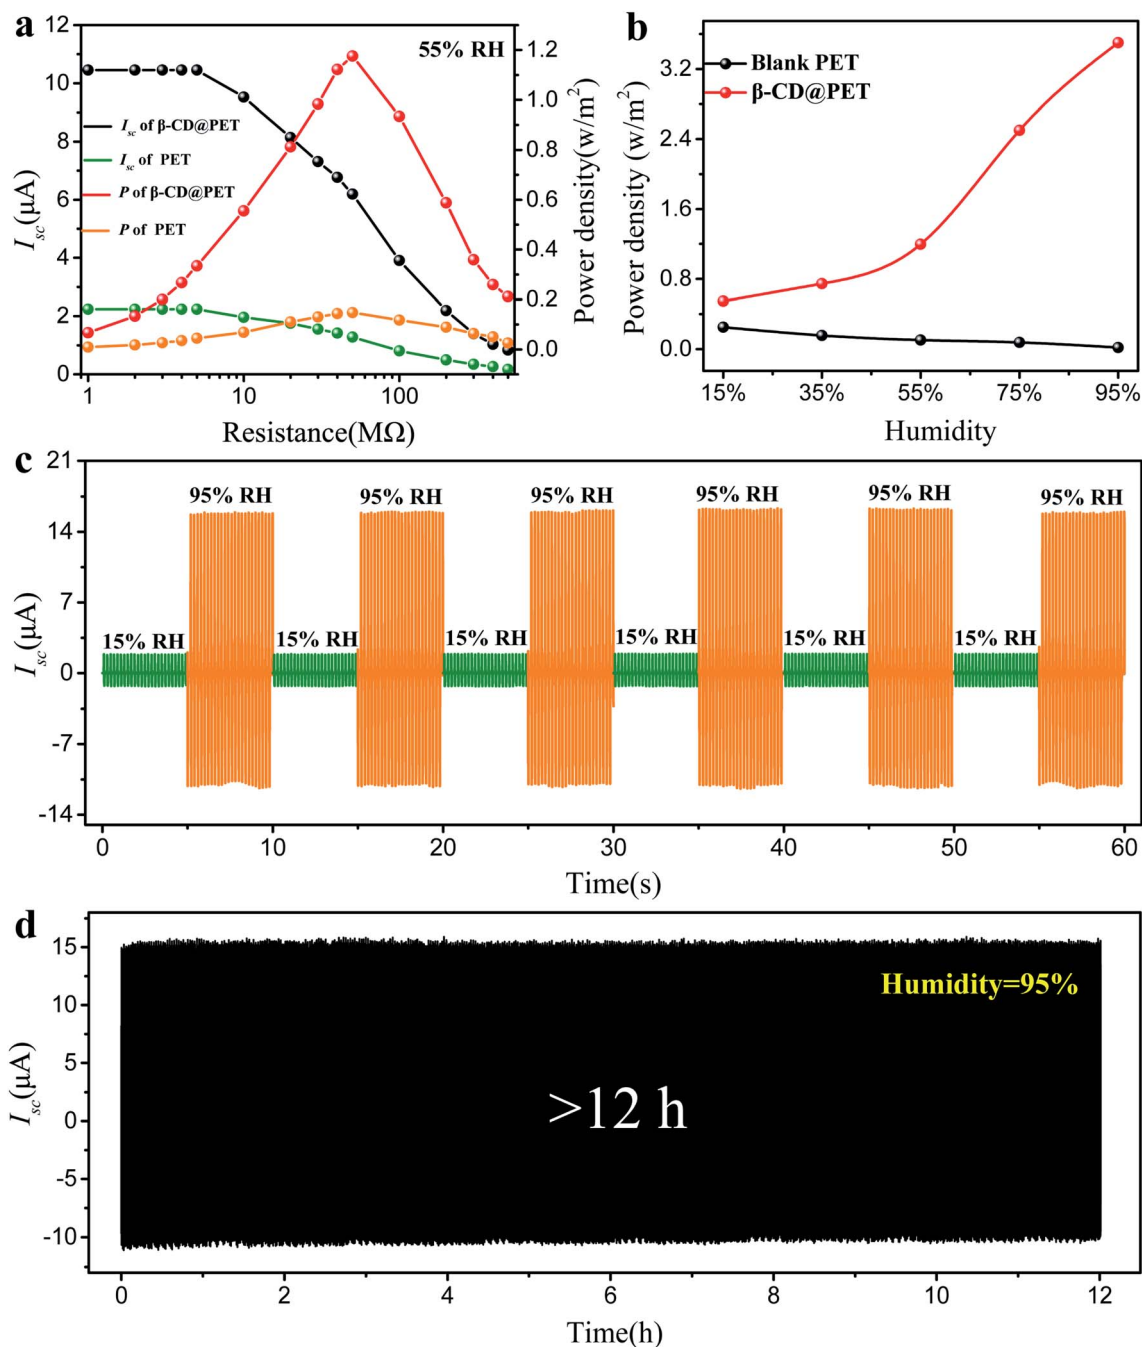 a
12
10
8
6
4
2
0
I_sc(μA)
55% RH
I_sc of β-CD@PET
I_sc of PET
P of β-CD@PET
P of PET
1.2
1.0
0.8
0.6
0.4
0.2
0.0
Power density(w/m²)
1 10 100
Resistance(MΩ)
b
3.2
2.4
1.6
0.8
0.0
Power density (w/m²)
Blank PET
β-CD@PET
15% 35% 55% 75% 95%
Humidity
c
21
14
7
0
-7
-14
I_sc(μA)
95% RH 95% RH 95% RH 95% RH 95% RH 95% RH
15% RH 15% RH 15% RH 15% RH 15% RH 15% RH
0 10 20 30 40 50 60
Time(s)
d
15
10
5
0
-5
-10
I_sc(μA)
Humidity=95%
>12 h
0 2 4 6 8 10 12
Time(h)